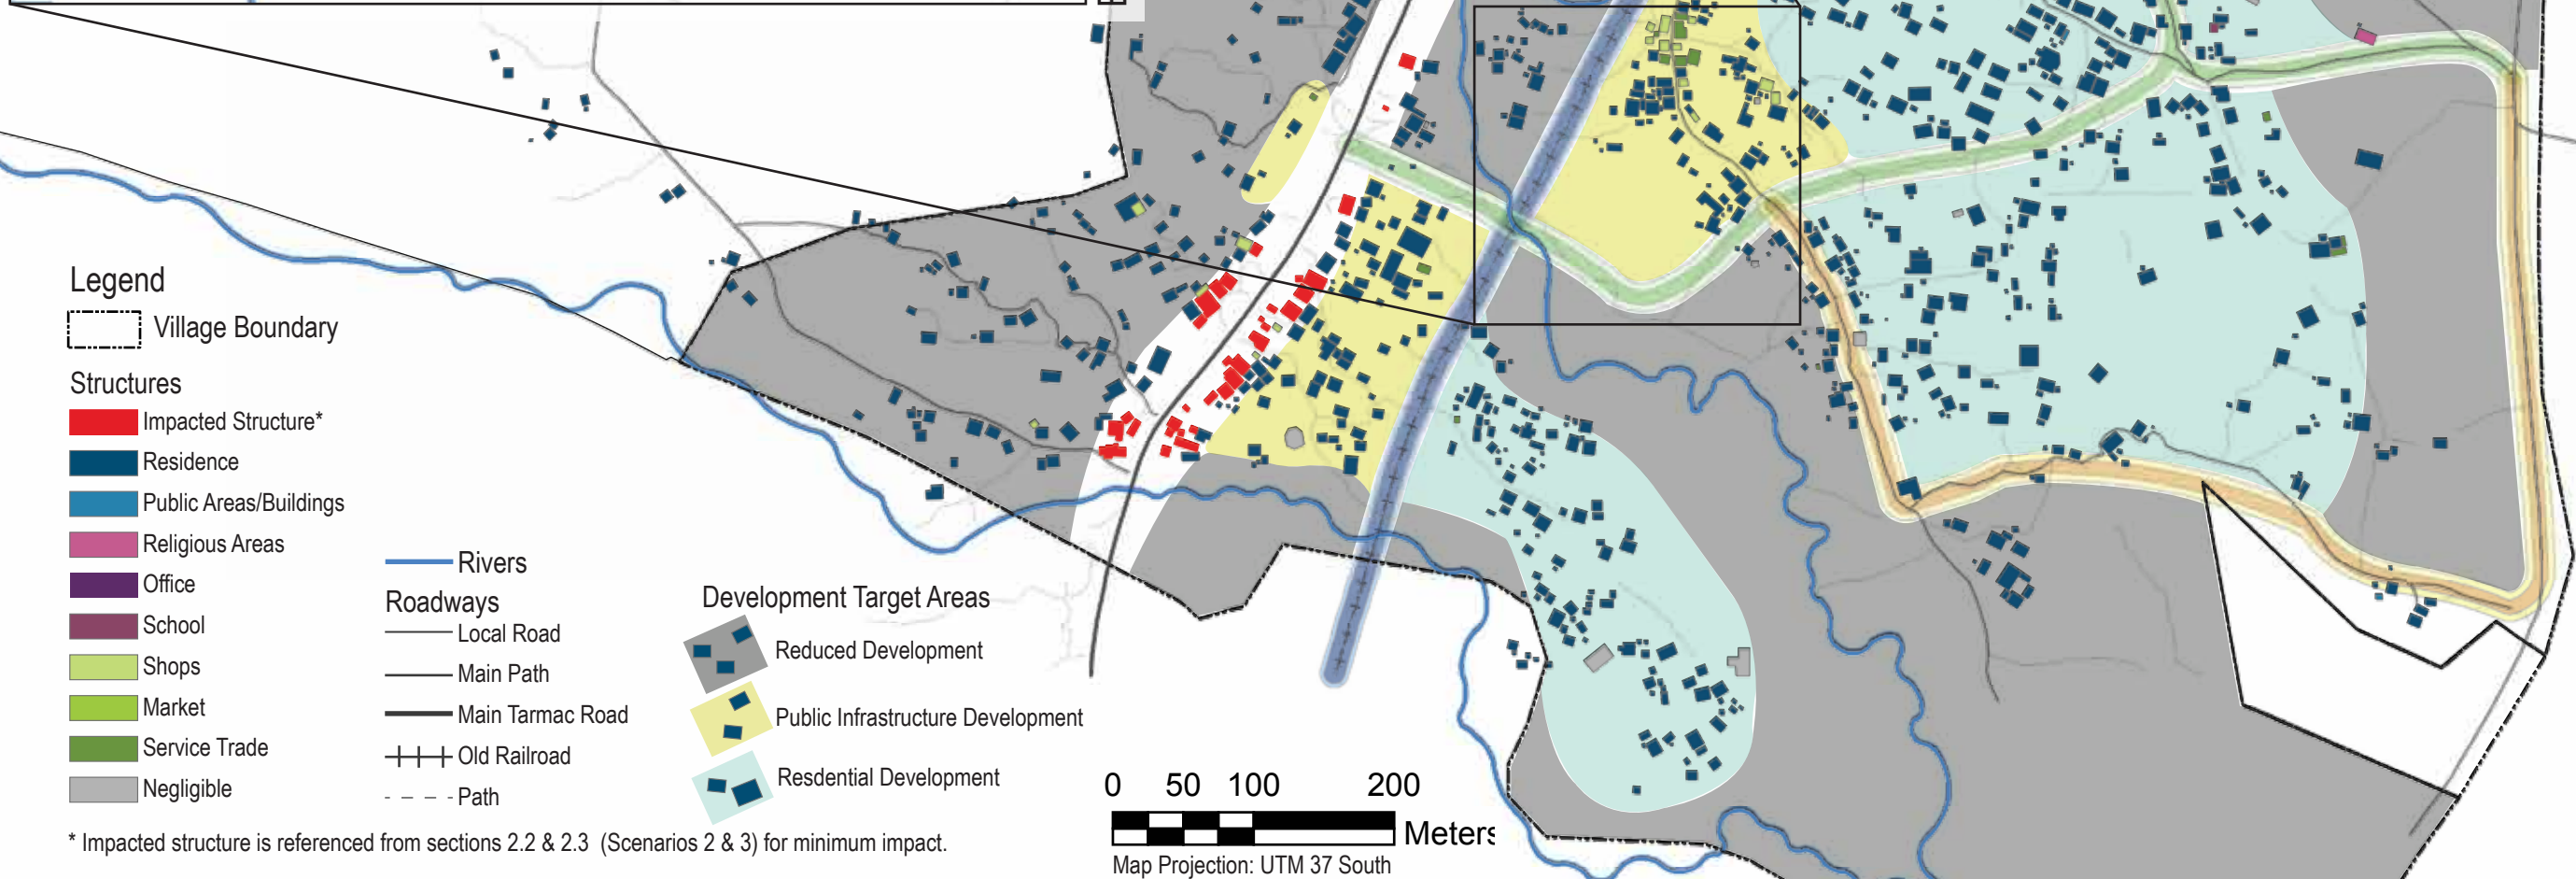 Legend
Village Boundary
Structures
Impacted Structure*
Residence
Public Areas/Buildings
Religious Areas
Office
School
Shops
Market
Service Trade
Negligible
Rivers
Roadways
Local Road
Main Path
Main Tarmac Road
Old Railroad
Path
Development Target Areas
Reduced Development
Public Infrastructure Development
Resdential Development
0 50 100 200
Meters
Map Projection: UTM 37 South
* Impacted structure is referenced from sections 2.2 & 2.3 (Scenarios 2 & 3) for minimum impact.